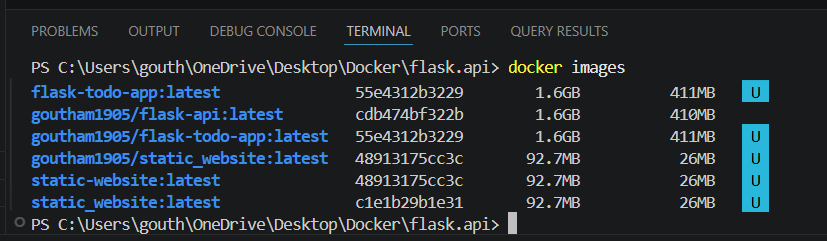 PROBLEMS OUTPUT DEBUG CONSOLE TERMINAL PORTS QUERY RESULTS
PS C:\Users\gouth\OneDrive\Desktop\Docker\flask.api> docker images
flask-todo-app:latest 55e4312b3229 1.6GB 411MB U
goutham1905/flask-api:latest cdb474bf322b 1.6GB 410MB
goutham1905/flask-todo-app:latest 55e4312b3229 1.6GB 411MB U
goutham1905/static_website:latest 48913175cc3c 92.7MB 26MB U
static-website:latest 48913175cc3c 92.7MB 26MB U
static_website:latest c1e1b29b1e31 92.7MB 26MB U
PS C:\Users\gouth\OneDrive\Desktop\Docker\flask.api>